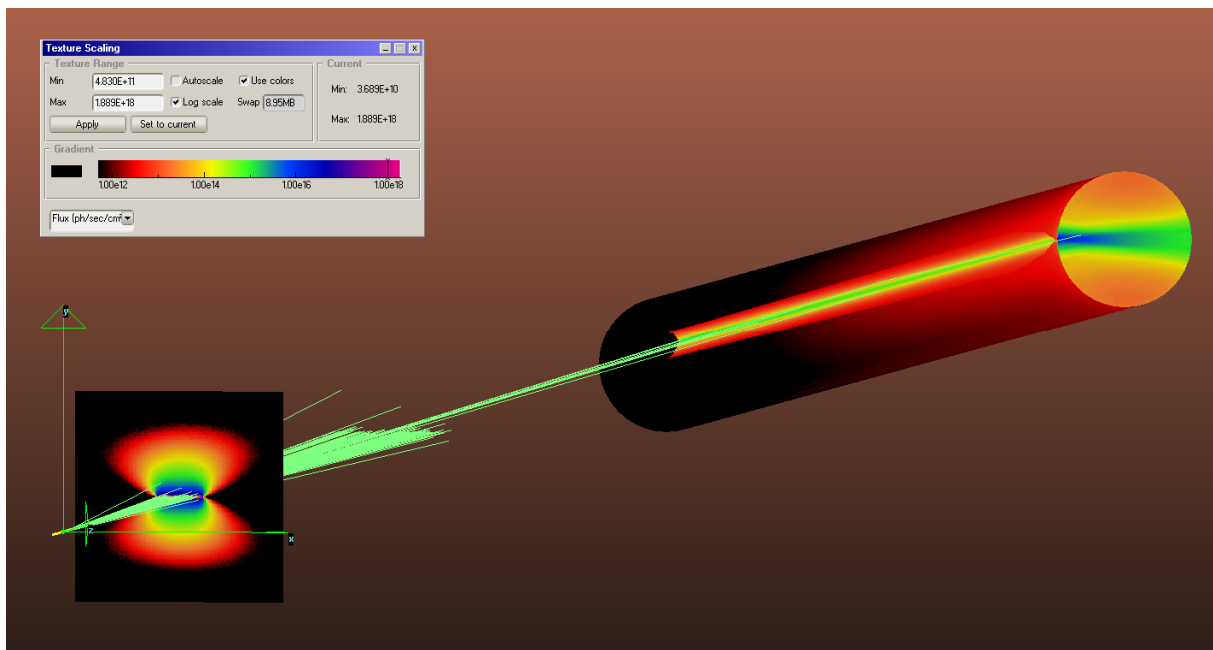 Texture Scaling
Texture Range
Min 4.830E+11 Autoscale Use colors
Max 1.889E+18 Log scale Swap 8.95MB
Apply Set to current
Current
Min: 3.689E+10
Max: 1.889E+18
Gradient
1.00e12 1.00e14 1.00e16 1.00e18
Flux (ph/sec/cm²
y
z
x